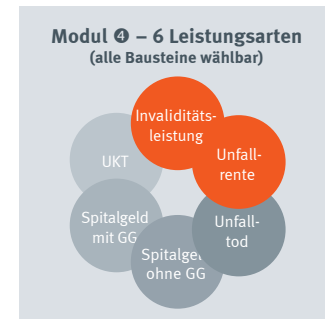 Modul ❹ – 6 Leistungsarten
(alle Bausteine wählbar)
Invaliditäts-
leistung
Unfall-
rente
UKT
Spitalgeld
mit GG
Unfall-
tod
ohne GG